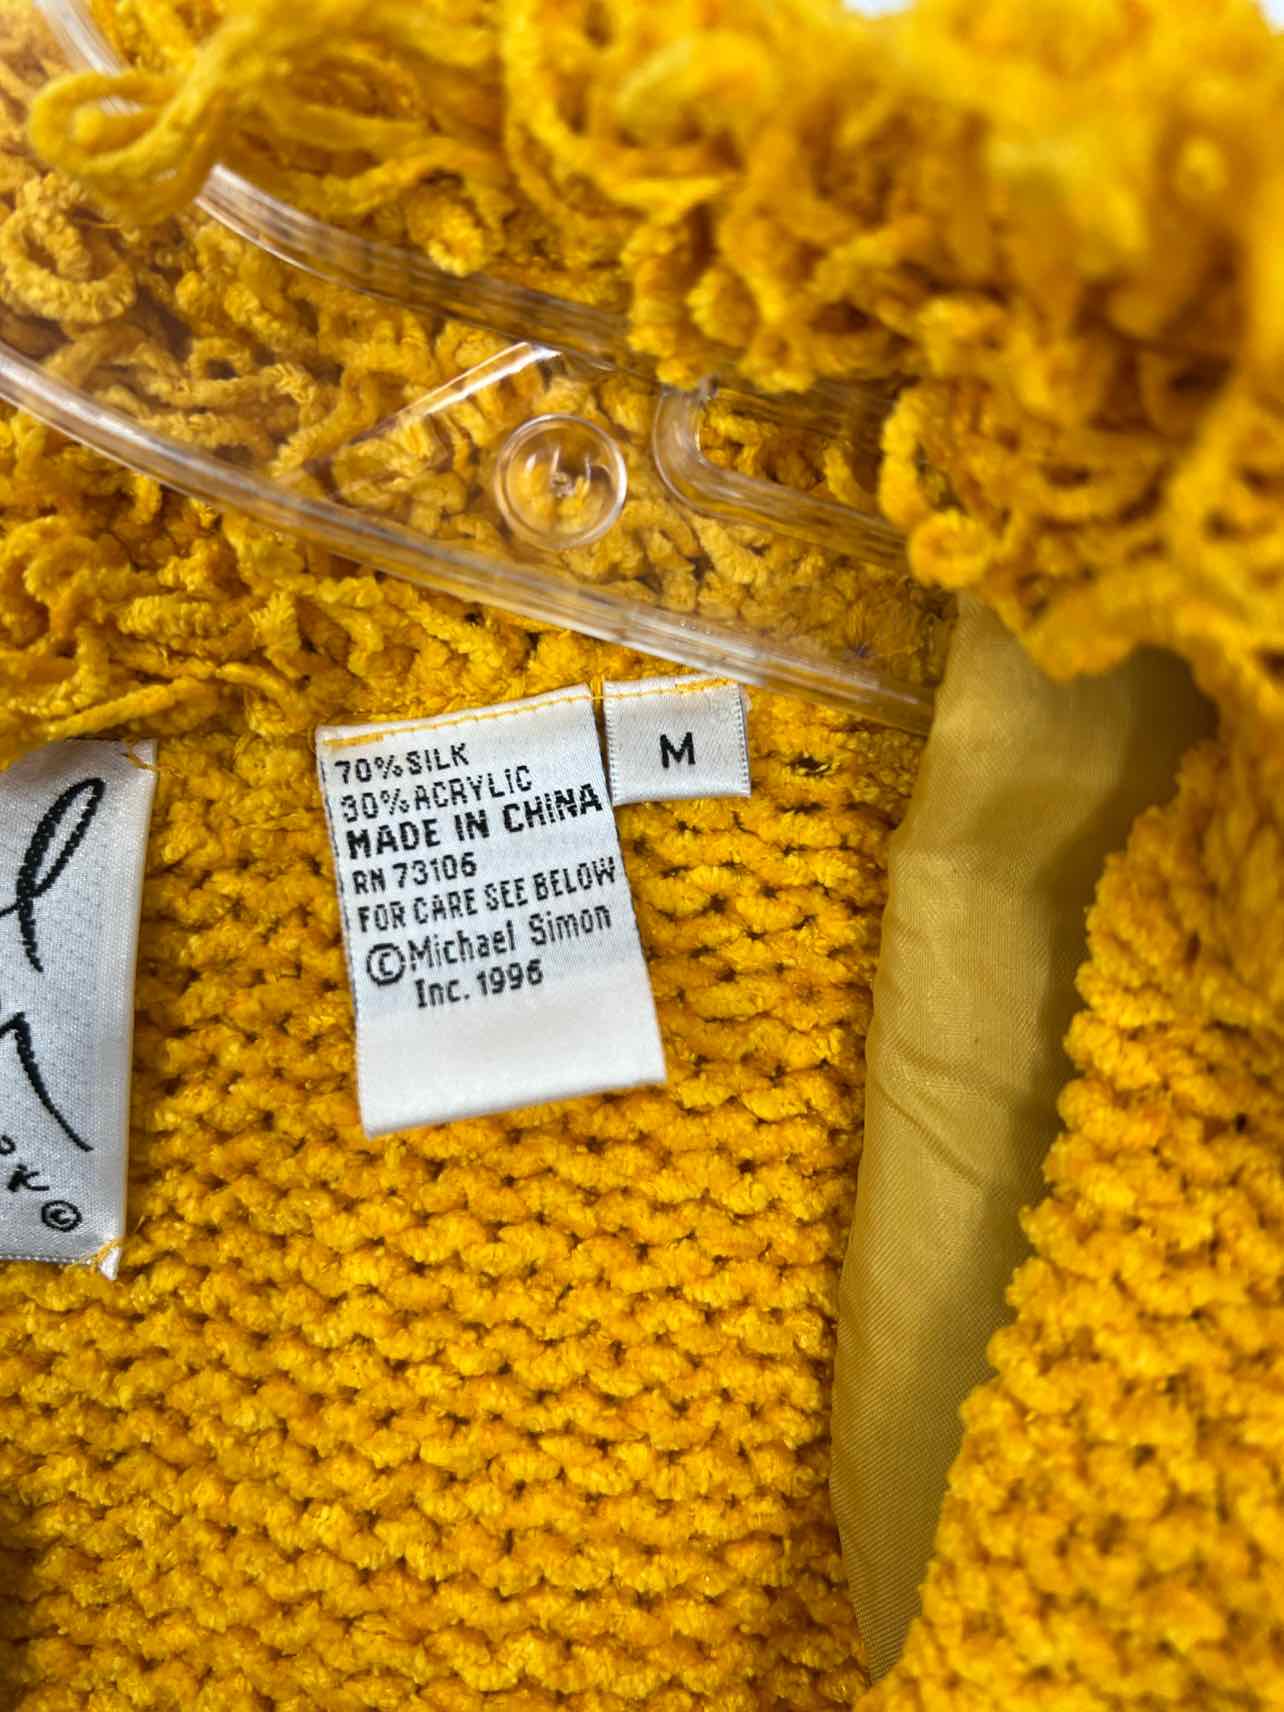 70% SILK
30% ACRYLIC
MADE IN CHINA
RN 73106
FOR CARE SEE BELOW
© Michael Simon
Inc. 1996
M
©